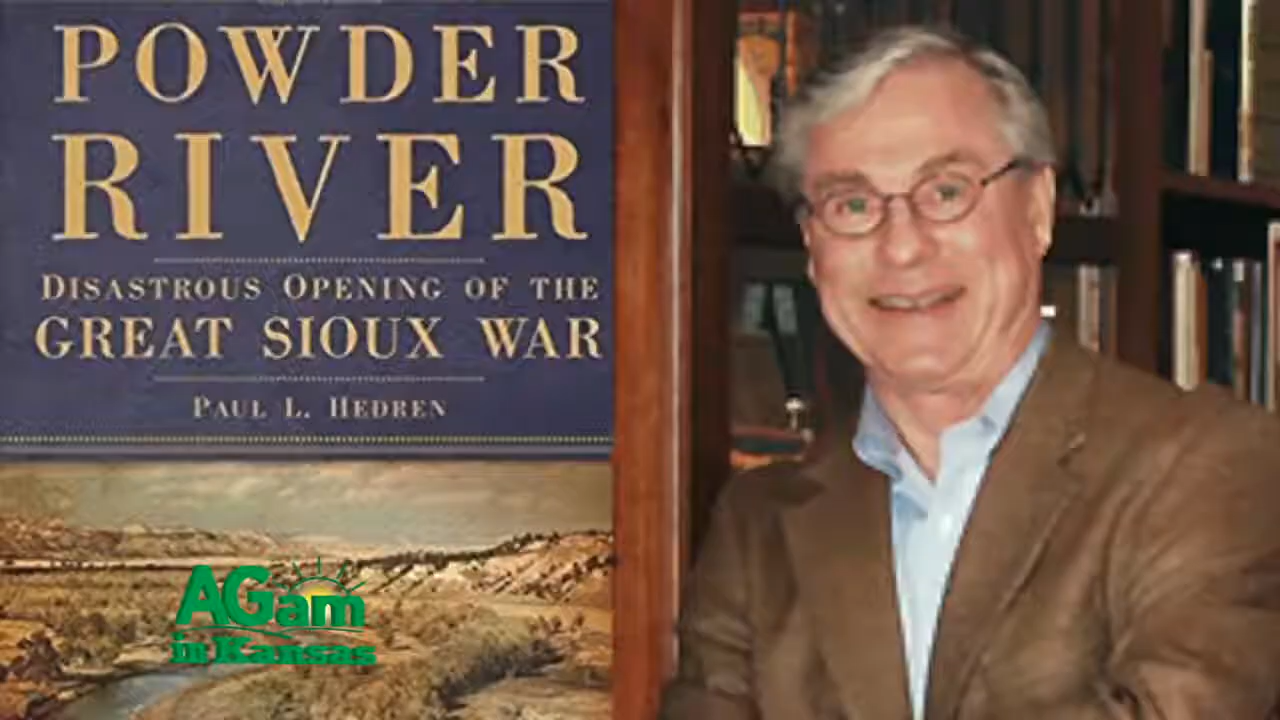 POWDER
RIVER
DISASTROUS OPENING OF THE
GREAT SIOUX WAR
PAUL L. HEDREN
AGam
in Kansas